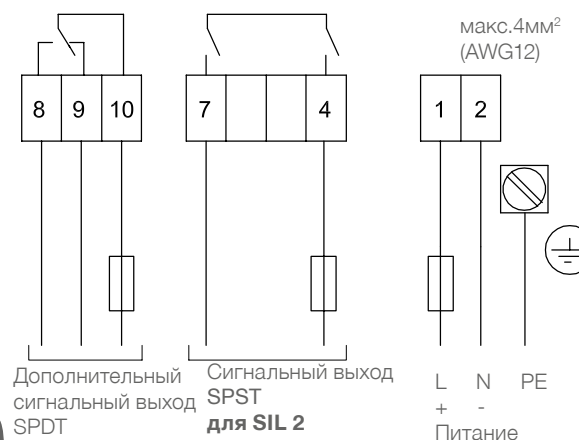 макс.4мм²
(AWG12)
8 9 10
7 4
1 2
Дополнительный
сигнальный выход
SPDT
Сигнальный выход
SPST
для SIL 2
L N PE
+ -
Питание